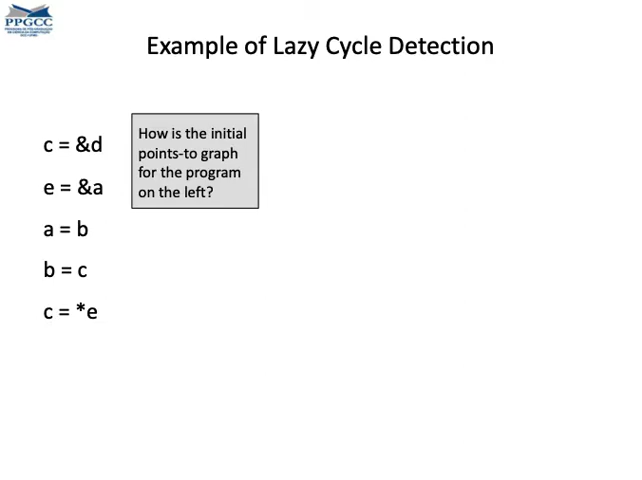 PPGCC
Example of Lazy Cycle Detection
c = &d
e = &a
a = b
b = c
c = *e
How is the initial
points-to graph
for the program
on the left?